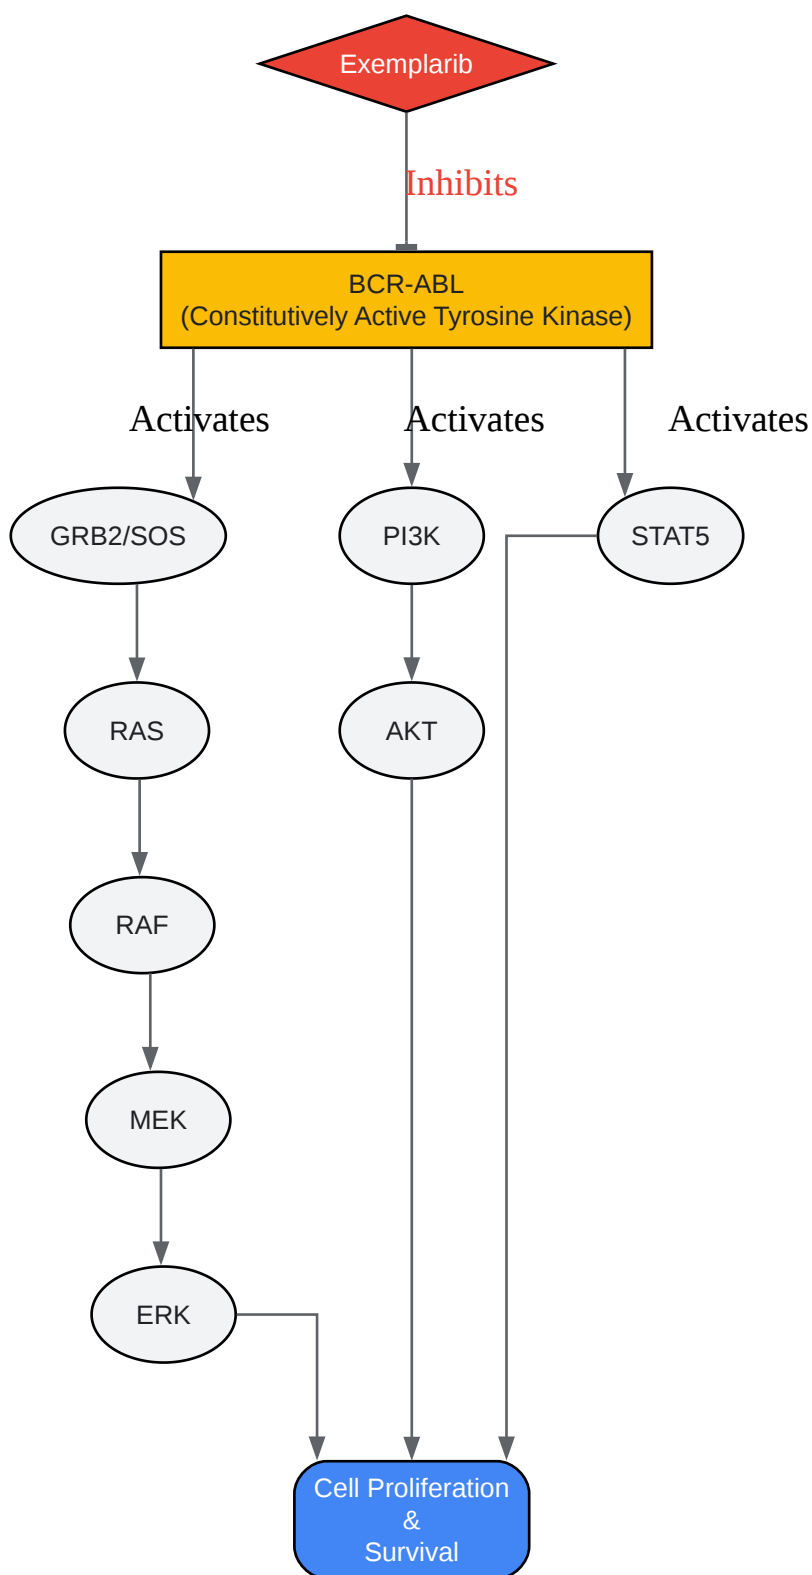 Exemplarib
Inhibits
BCR-ABL
(Constitutively Active Tyrosine Kinase)
Activates
Activates
Activates
GRB2/SOS
PI3K
STAT5
RAS
AKT
RAF
MEK
ERK
Cell Proliferation
&
Survival